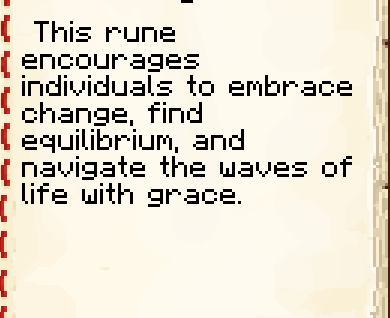 This rune
encourages
individuals to embrace
change, find
equilibrium, and
navigate the waves of
life with grace.